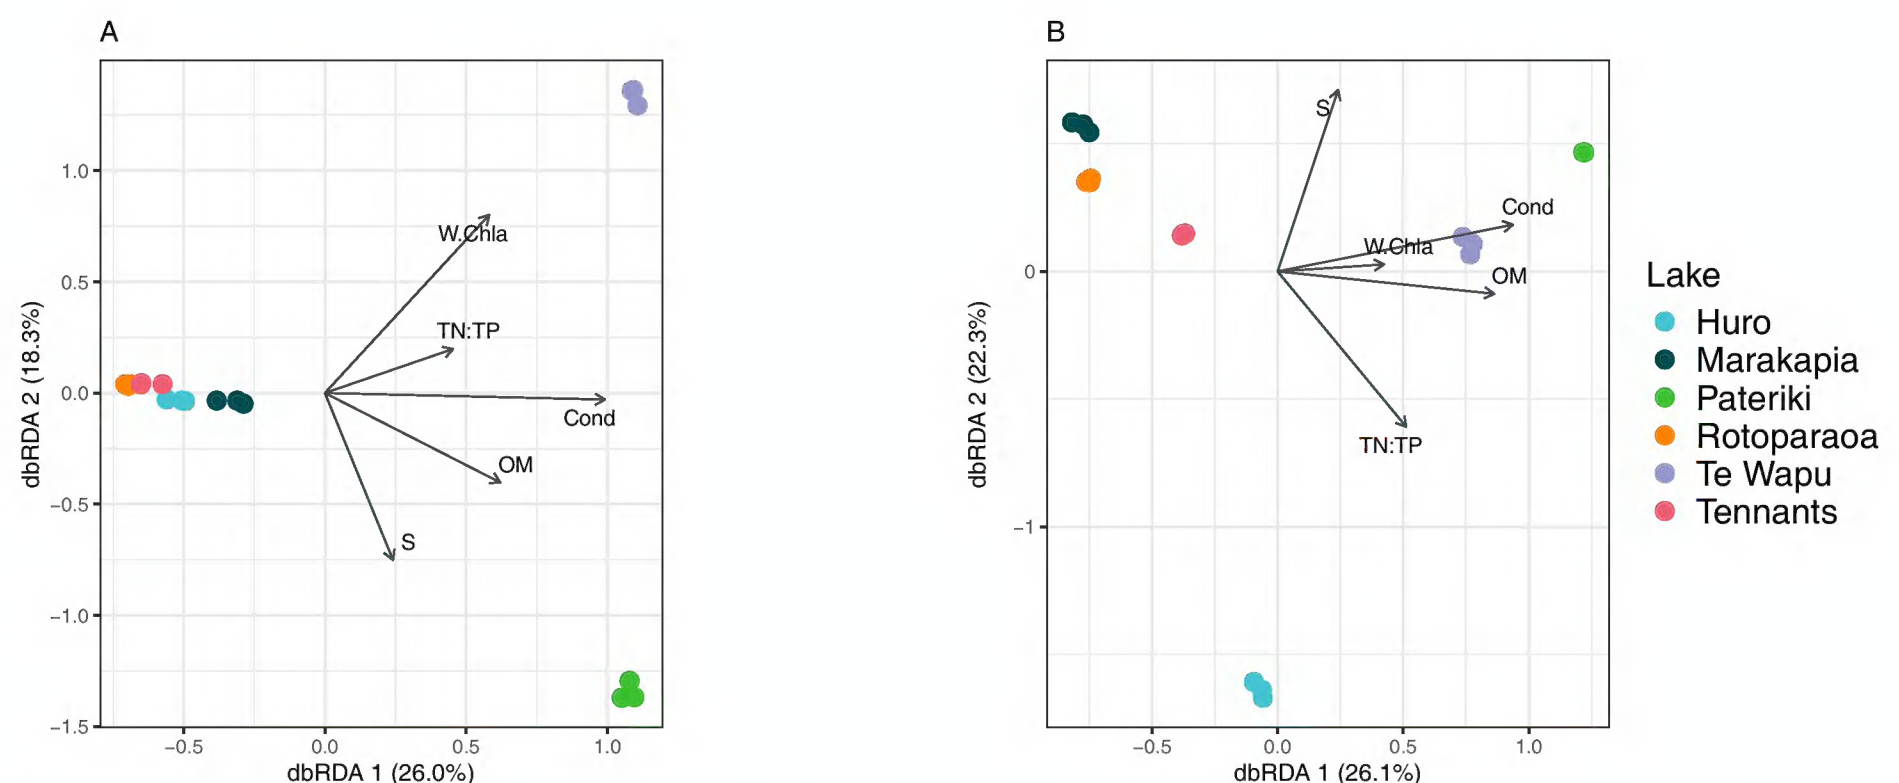 A
1.0
0.5
0.0
−0.5
−1.0
−1.5
dbRDA 2 (18.3%)
W.Chla
TN:TP
Cond
OM
S
−0.5
0.0
0.5
1.0
dbRDA 1 (26.0%)
B
0
−1
dbRDA 2 (22.3%)
S
Cond
W.Chla
OM
TN:TP
−0.5
0.0
0.5
1.0
dbRDA 1 (26.1%)
Lake
Huro
Marakapia
Pateriki
Rotoparaoa
Te Wapu
Tennants